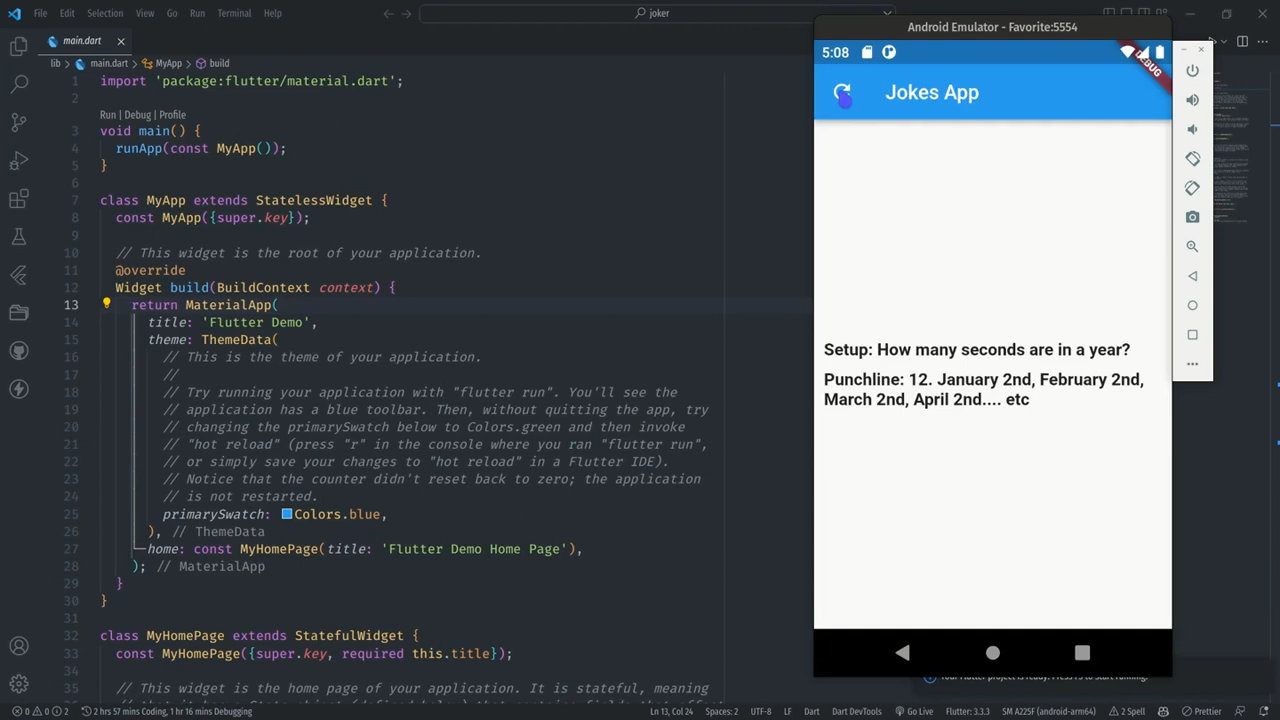 File Edit Selection View Go Run Terminal Help
joker
main.dart
lib > main.dart > MyApp > build
1 import 'package:flutter/material.dart';
2
Run | Debug | Profile
3 void main() {
4 runApp(const MyApp());
5 }
6
7 class MyApp extends StatelessWidget {
8 const MyApp({super.key});
9
10 // This widget is the root of your application.
11 @override
12 Widget build(BuildContext context) {
13 return MaterialApp(
14 title: 'Flutter Demo',
15 theme: ThemeData(
16 // This is the theme of your application.
17 //
18 // Try running your application with "flutter run". You'll see the
19 // application has a blue toolbar. Then, without quitting the app, try
20 // changing the primarySwatch below to Colors.green and then invoke
21 // "hot reload" (press "r" in the console where you ran "flutter run",
22 // or simply save your changes to "hot reload" in a Flutter IDE).
23 // Notice that the counter didn't reset back to zero; the application
24 // is not restarted.
25 primarySwatch: Colors.blue,
26 ), // ThemeData
27 home: const MyHomePage(title: 'Flutter Demo Home Page'),
28 ); // MaterialApp
29 }
30 }
31
32 class MyHomePage extends StatefulWidget {
33 const MyHomePage({super.key, required this.title});
34
35 // This widget is the home page of your application. It is stateful, meaning
Android Emulator - Favorite:5554
5:08
DEBUG
Jokes App
Setup: How many seconds are in a year?
Punchline: 12. January 2nd, February 2nd,
March 2nd, April 2nd.... etc
0 0 2 2 hrs 57 mins Coding, 1 hr 16 mins Debugging
Ln 13, Col 24 Spaces: 2 UTF-8 LF Dart Dart DevTools Go Live Flutter: 3.3.3 SM A225F (android-arm64) 2 Spell Prettier